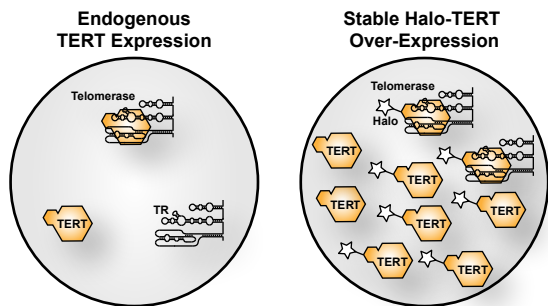 Endogenous
TERT Expression
Telomerase
TERT
TR
Stable Halo-TERT
Over-Expression
Telomerase
Halo
TERT
TERT
TERT
TERT
TERT
TERT
TERT
TERT